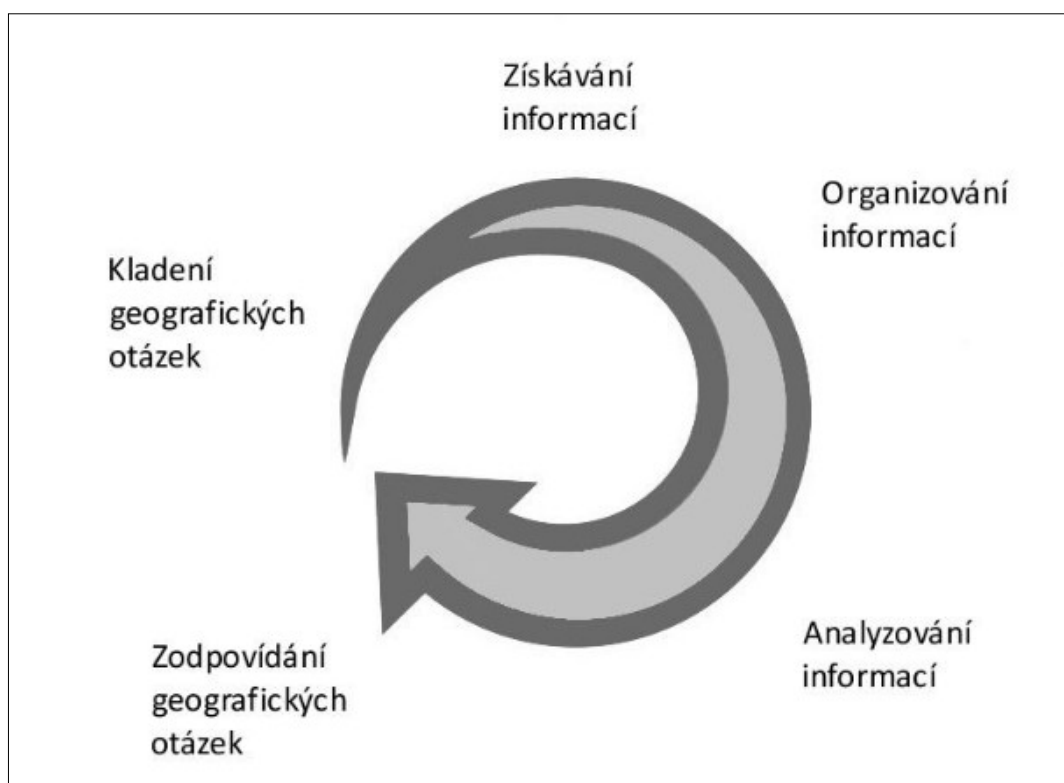 Získávání
informací
Organizování
informací
Kladení
geografických
otázek
Analyzování
informací
Zodpovídání
geografických
otázek